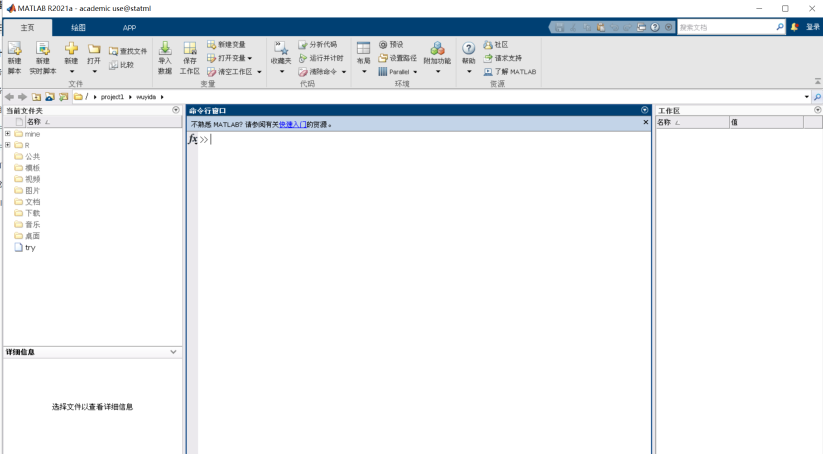 MATLAB R2021a - academic use@statml
主页 绘图 APP 搜索文档 登录
新建脚本 新建实时脚本 新建 打开 查找文件 比较
导入数据 保存工作区 新建变量 打开变量 清空工作区
收藏夹 分析代码 运行并计时 清除命令
布局 预设 设置路径 Parallel 附加功能
帮助 社区 请求支持 了解 MATLAB
文件 变量 代码 环境 资源
/ project1 wuyida
当前文件夹
名称
mine
R
公共
模板
视频
图片
文档
下载
音乐
桌面
try
详细信息
选择文件以查看详细信息
命令行窗口
不熟悉 MATLAB? 请参阅有关快速入门的资源。
fx >>
工作区
名称 值